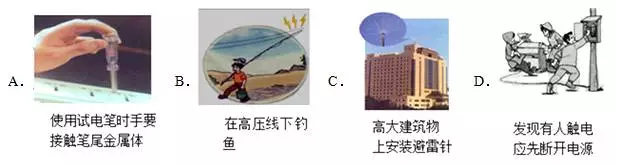 A.
使用试电笔时手要
接触笔尾金属体
B.
在高压线下钓
鱼
C.
高大建筑物
上安装避雷针
D.
发现有人触电
应先断开电源